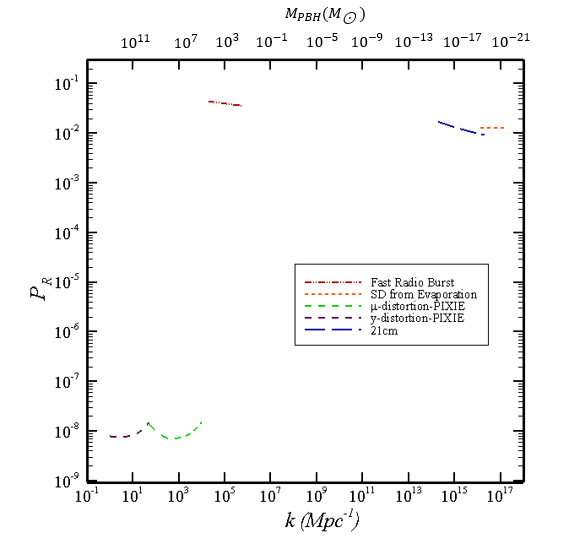 M_PBH(M_⊙)
10^11 10^7 10^3 10^-1 10^-5 10^-9 10^-13 10^-17 10^-21
10^-1
10^-2
10^-3
10^-4
10^-5
10^-6
10^-7
10^-8
10^-9
P_R
Fast Radio Burst
SD from Evaporation
μ-distortion-PIXIE
y-distortion-PIXIE
21cm
10^-1 10^1 10^3 10^5 10^7 10^9 10^11 10^13 10^15 10^17
k (Mpc^-1)